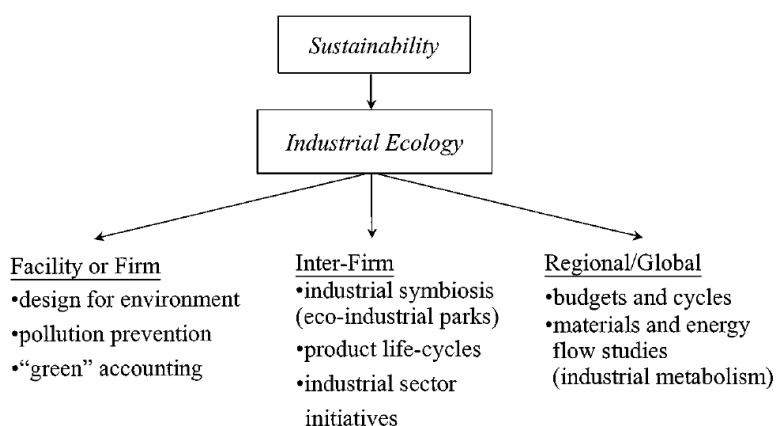 Sustainability
Industrial Ecology
Facility or Firm
•design for environment
•pollution prevention
•“green” accounting
Inter-Firm
•industrial symbiosis
(eco-industrial parks)
•product life-cycles
•industrial sector
initiatives
Regional/Global
•budgets and cycles
•materials and energy
flow studies
(industrial metabolism)